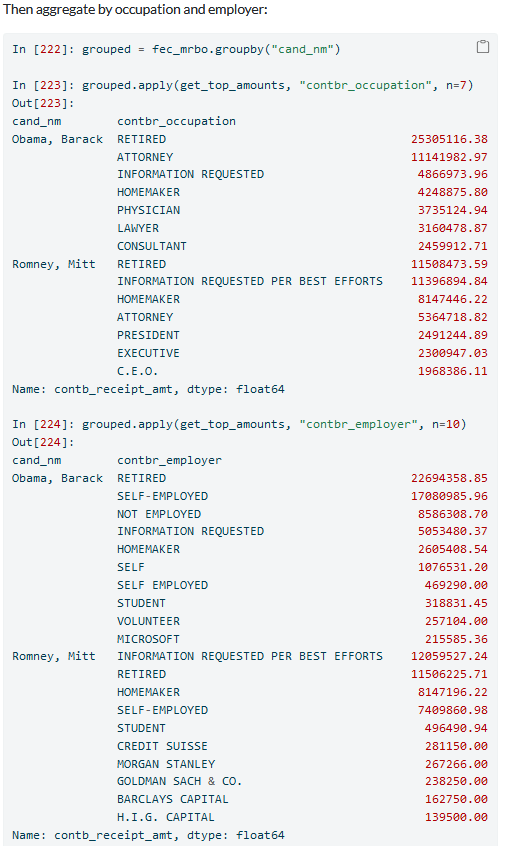 Then aggregate by occupation and employer:
In [222]: grouped = fec_mrbo.groupby("cand_nm")
In [223]: grouped.apply(get_top_amounts, "contbr_occupation", n=7)
Out[223]:
cand_nm        contbr_occupation
Obama, Barack  RETIRED                                     25305116.38
               ATTORNEY                                    11141982.97
               INFORMATION REQUESTED                        4866973.96
               HOMEMAKER                                    4248875.80
               PHYSICIAN                                    3735124.94
               LAWYER                                       3160478.87
               CONSULTANT                                   2459912.71
Romney, Mitt   RETIRED                                     11508473.59
               INFORMATION REQUESTED PER BEST EFFORTS      11396894.84
               HOMEMAKER                                    8147446.22
               ATTORNEY                                     5364718.82
               PRESIDENT                                    2491244.89
               EXECUTIVE                                    2300947.03
               C.E.O.                                       1968386.11
Name: contb_receipt_amt, dtype: float64
In [224]: grouped.apply(get_top_amounts, "contbr_employer", n=10)
Out[224]:
cand_nm        contbr_employer
Obama, Barack  RETIRED                                     22694358.85
               SELF-EMPLOYED                               17080985.96
               NOT EMPLOYED                                 8586308.70
               INFORMATION REQUESTED                        5053480.37
               HOMEMAKER                                    2605408.54
               SELF                                         1076531.20
               SELF EMPLOYED                                 469290.00
               STUDENT                                       318831.45
               VOLUNTEER                                     257104.00
               MICROSOFT                                     215585.36
Romney, Mitt   INFORMATION REQUESTED PER BEST EFFORTS      12059527.24
               RETIRED                                     11506225.71
               HOMEMAKER                                    8147196.22
               SELF-EMPLOYED                                7409860.98
               STUDENT                                       496490.94
               CREDIT SUISSE                                 281150.00
               MORGAN STANLEY                                267266.00
               GOLDMAN SACH & CO.                            238250.00
               BARCLAYS CAPITAL                              162750.00
               H.I.G. CAPITAL                                139500.00
Name: contb_receipt_amt, dtype: float64